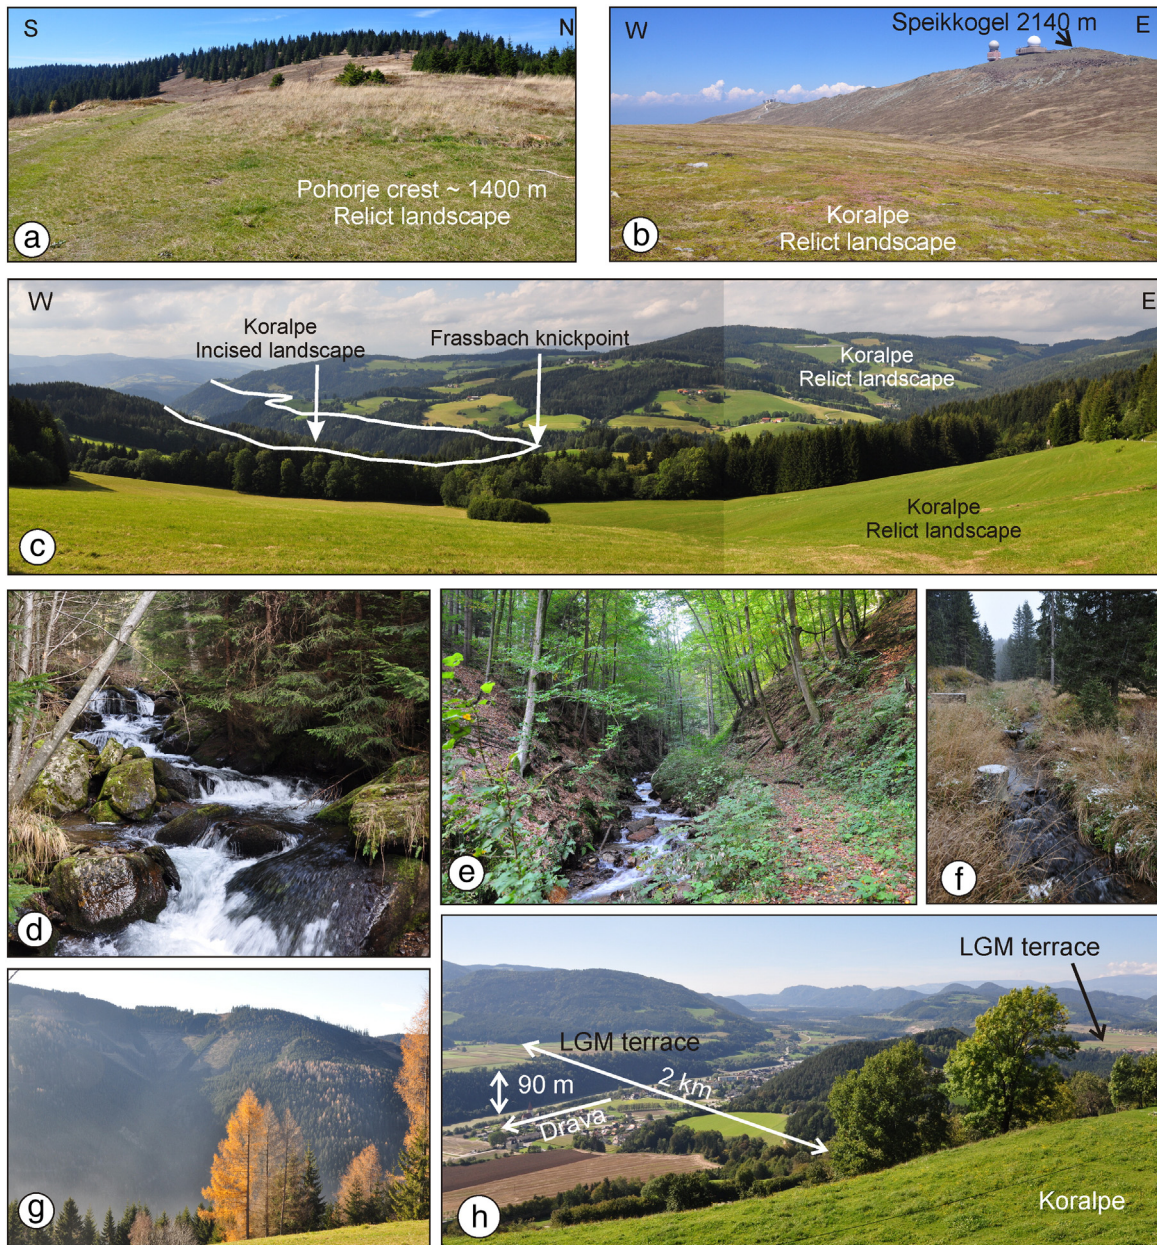 S
N
Pohorje crest ~ 1400 m
Relict landscape
a
W
Speikkogel 2140 m
E
Koralpe
Relict landscape
b
W
E
Koralpe
Incised landscape
Frassbach knickpoint
Koralpe
Relict landscape
Koralpe
Relict landscape
c
d
e
f
g
LGM terrace
LGM terrace
90 m
2 km
Drava
Koralpe
h